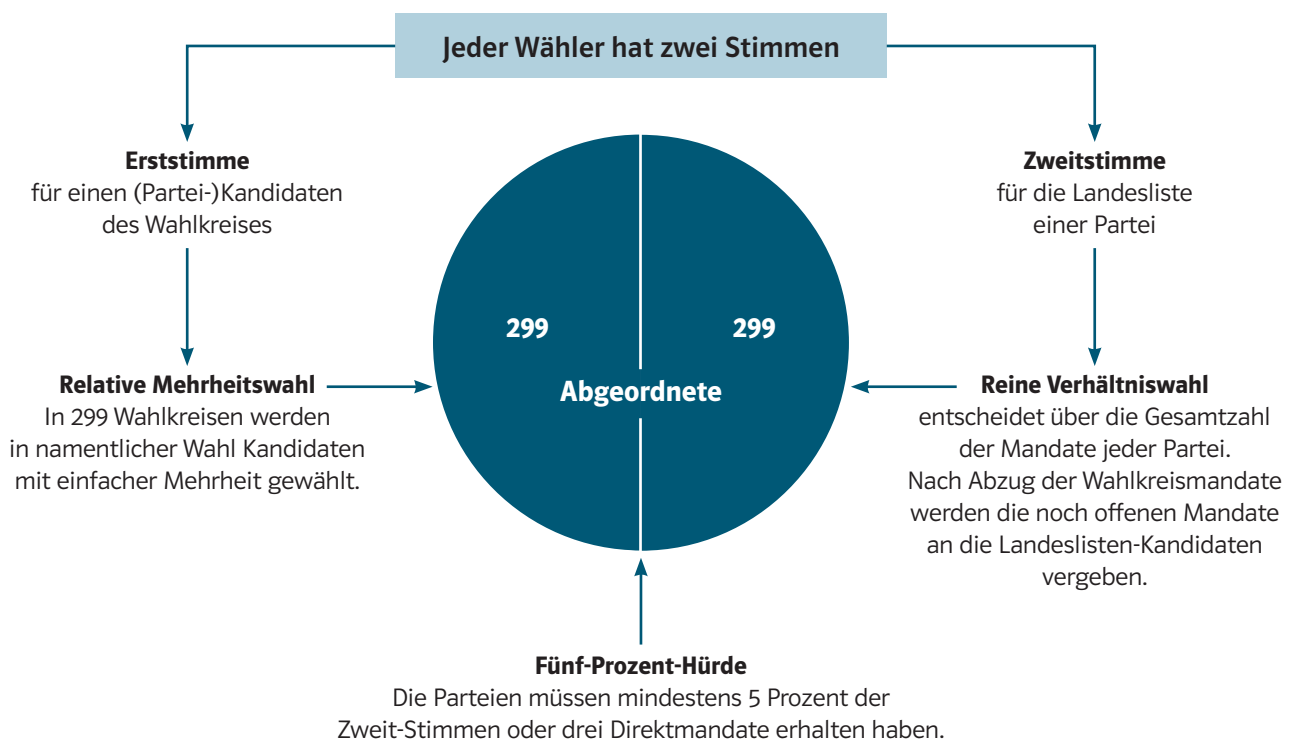 Jeder Wähler hat zwei Stimmen
Erststimme
für einen (Partei-)Kandidaten
des Wahlkreises
Zweitstimme
für die Landesliste
einer Partei
299
299
Abgeordnete
Relative Mehrheitswahl
In 299 Wahlkreisen werden
in namentlicher Wahl Kandidaten
mit einfacher Mehrheit gewählt.
Reine Verhältniswahl
entscheidet über die Gesamtzahl
der Mandate jeder Partei.
Nach Abzug der Wahlkreismandate
werden die noch offenen Mandate
an die Landeslisten-Kandidaten
vergeben.
Fünf-Prozent-Hürde
Die Parteien müssen mindestens 5 Prozent der
Zweit-Stimmen oder drei Direktmandate erhalten haben.